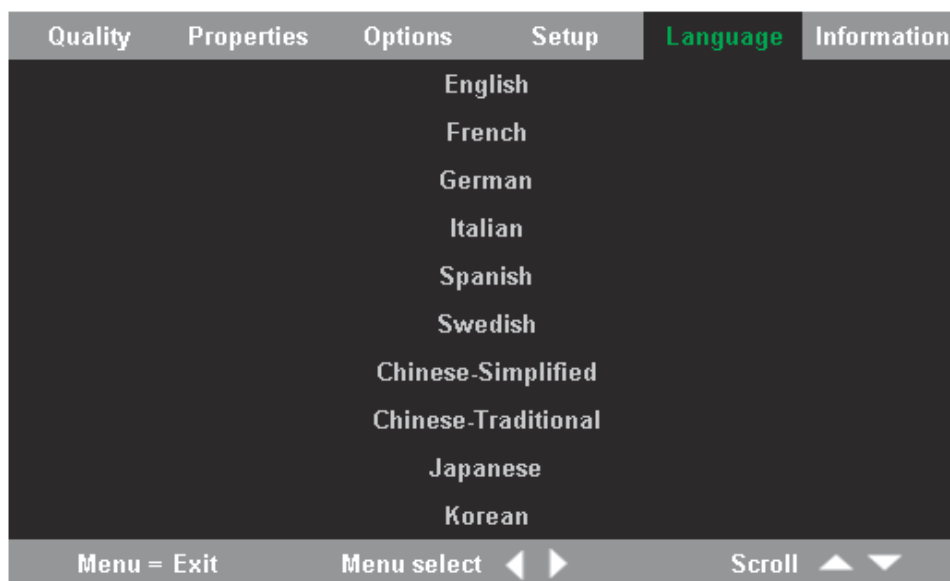 Quality Properties Options Setup Language Information
English
French
German
Italian
Spanish
Swedish
Chinese-Simplified
Chinese-Traditional
Japanese
Korean
Menu = Exit Menu select Scroll